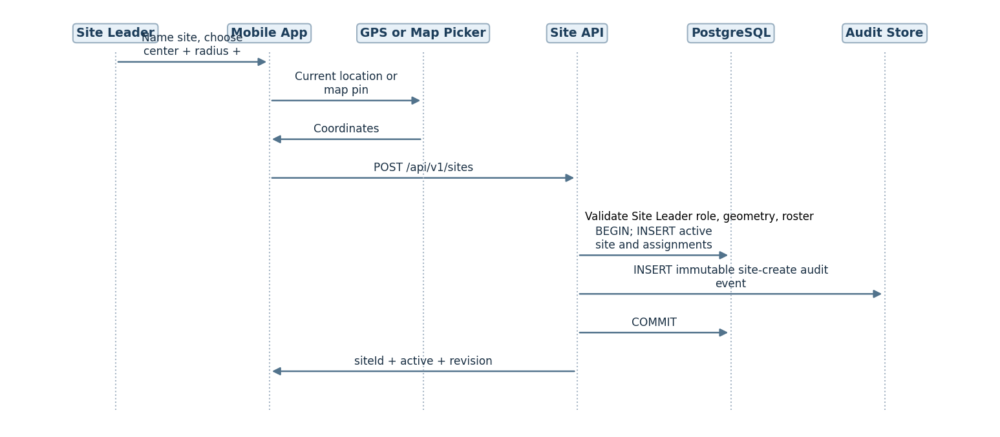 Site Leader
Mobile App
GPS or Map Picker
Site API
PostgreSQL
Audit Store
Name site, choose
center + radius +
Current location or
map pin
Coordinates
POST /api/v1/sites
Validate Site Leader role, geometry, roster
BEGIN; INSERT active
site and assignments
INSERT immutable site-create audit
event
COMMIT
siteId + active + revision